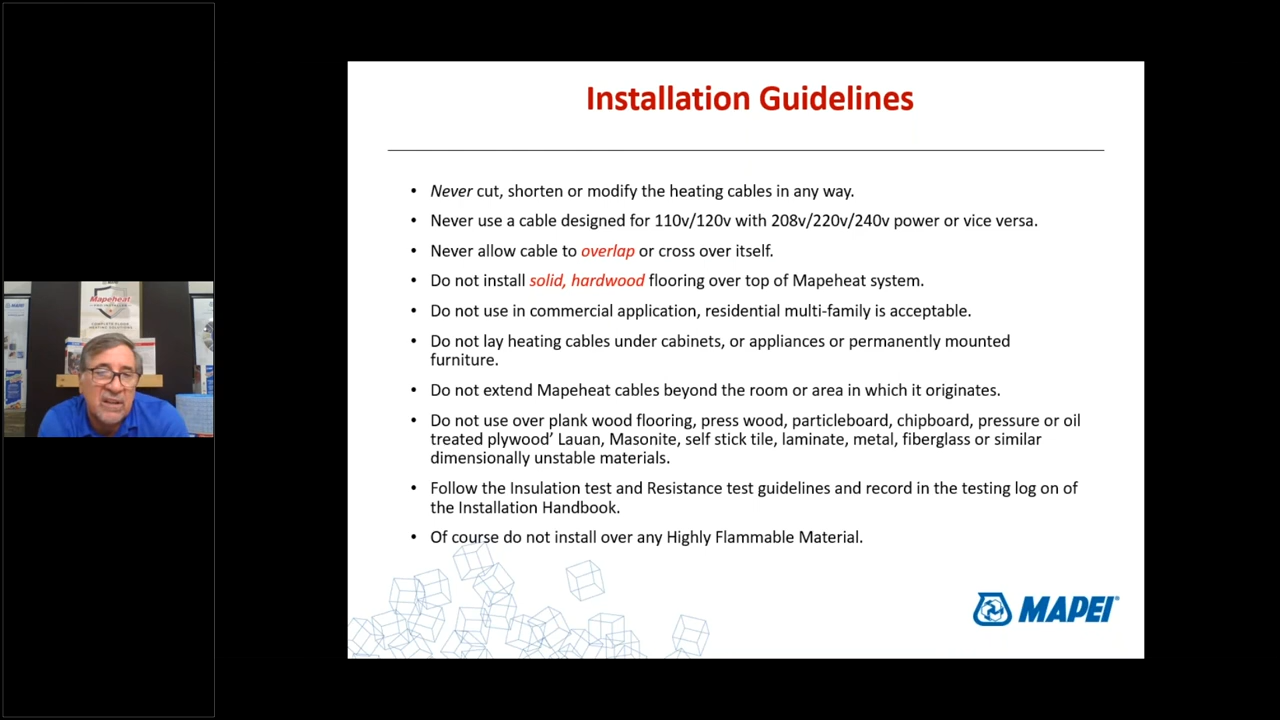 Installation Guidelines
• Never cut, shorten or modify the heating cables in any way.
• Never use a cable designed for 110v/120v with 208v/220v/240v power or vice versa.
• Never allow cable to overlap or cross over itself.
• Do not install solid, hardwood flooring over top of Mapeheat system.
• Do not use in commercial application, residential multi-family is acceptable.
• Do not lay heating cables under cabinets, or appliances or permanently mounted
furniture.
• Do not extend Mapeheat cables beyond the room or area in which it originates.
• Do not use over plank wood flooring, press wood, particleboard, chipboard, pressure or oil
treated plywood’ Lauan, Masonite, self stick tile, laminate, metal, fiberglass or similar
dimensionally unstable materials.
• Follow the Insulation test and Resistance test guidelines and record in the testing log on of
the Installation Handbook.
• Of course do not install over any Highly Flammable Material.
MAPEI®
Mapeheat